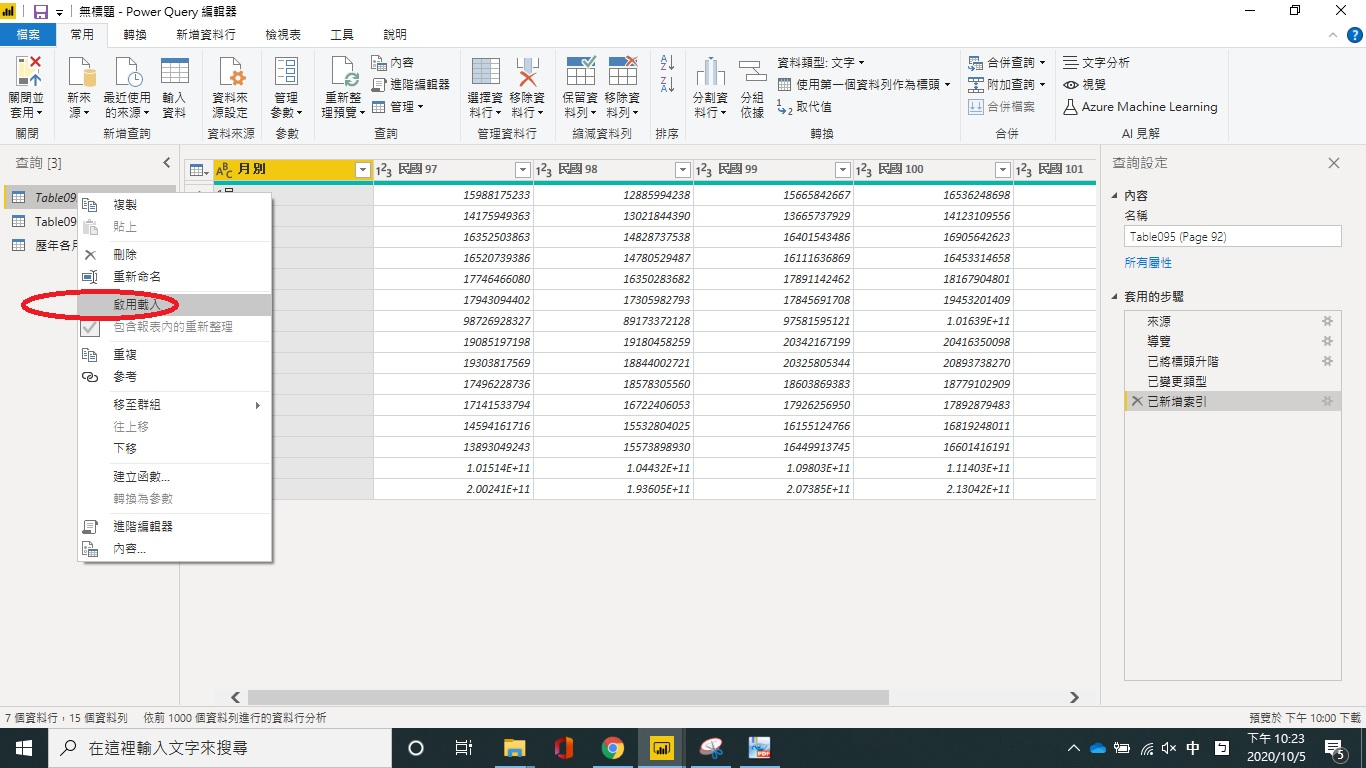 無標題 - Power Query 編輯器
檔案 常用 轉換 新增資料行 檢視表 工具 說明
關閉並套用 關閉
新來源 最近使用的來源 輸入資料 新增查詢
資料來源設定 資料來源
管理參數 參數
重新整理預覽 內容 進階編輯器 管理 查詢
選擇資料行 移除資料行 管理資料行
保留資料列 移除資料列 縮減資料列
排序
分割資料行 分組依據 資料類型: 文字 使用第一個資料列作為標頭 取代值 轉換
合併查詢 附加查詢 合併檔案 合併
文字分析 視覺 Azure Machine Learning AI 見解
查詢 [3]
Table09
Table09
歷年各月
複製
貼上
刪除
重新命名
啟用載入
包含報表內的重新整理
重複
參考
移至群組
往上移
下移
建立函數...
轉換為參數
進階編輯器
內容...
月別 民國 97 民國 98 民國 99 民國 100 民國 101
15988175233 12885994238 15665842667 16536248698
14175949363 13021844390 13665737929 14123109556
16352503863 14828737538 16401543486 16905642623
16520739386 14780529487 16111636869 16453314658
17746466080 16350283682 17891142462 18167904801
17943094402 17305982793 17845691708 19453201409
98726928327 89173372128 97581595121 1.01639E+11
19085197198 19180458259 20342167199 20416350098
19303817569 18844002721 20325805344 20893738270
17496228736 18578305560 18603869383 18779102909
17141533794 16722406053 17926256950 17892879483
14594161716 15532804025 16155124766 16819248011
13893049243 15573898930 16449913745 16601416191
1.01514E+11 1.04432E+11 1.09803E+11 1.11403E+11
2.00241E+11 1.93605E+11 2.07385E+11 2.13042E+11
查詢設定
內容
名稱
Table095 (Page 92)
所有屬性
套用的步驟
來源
導覽
已將標頭升階
已變更類型
已新增索引
7 個資料行，15 個資料列 依前 1000 個資料列進行的資料行分析 預覽於 下午 10:00 下載
在這裡輸入文字來搜尋
中
下午 10:23
2020/10/5
5